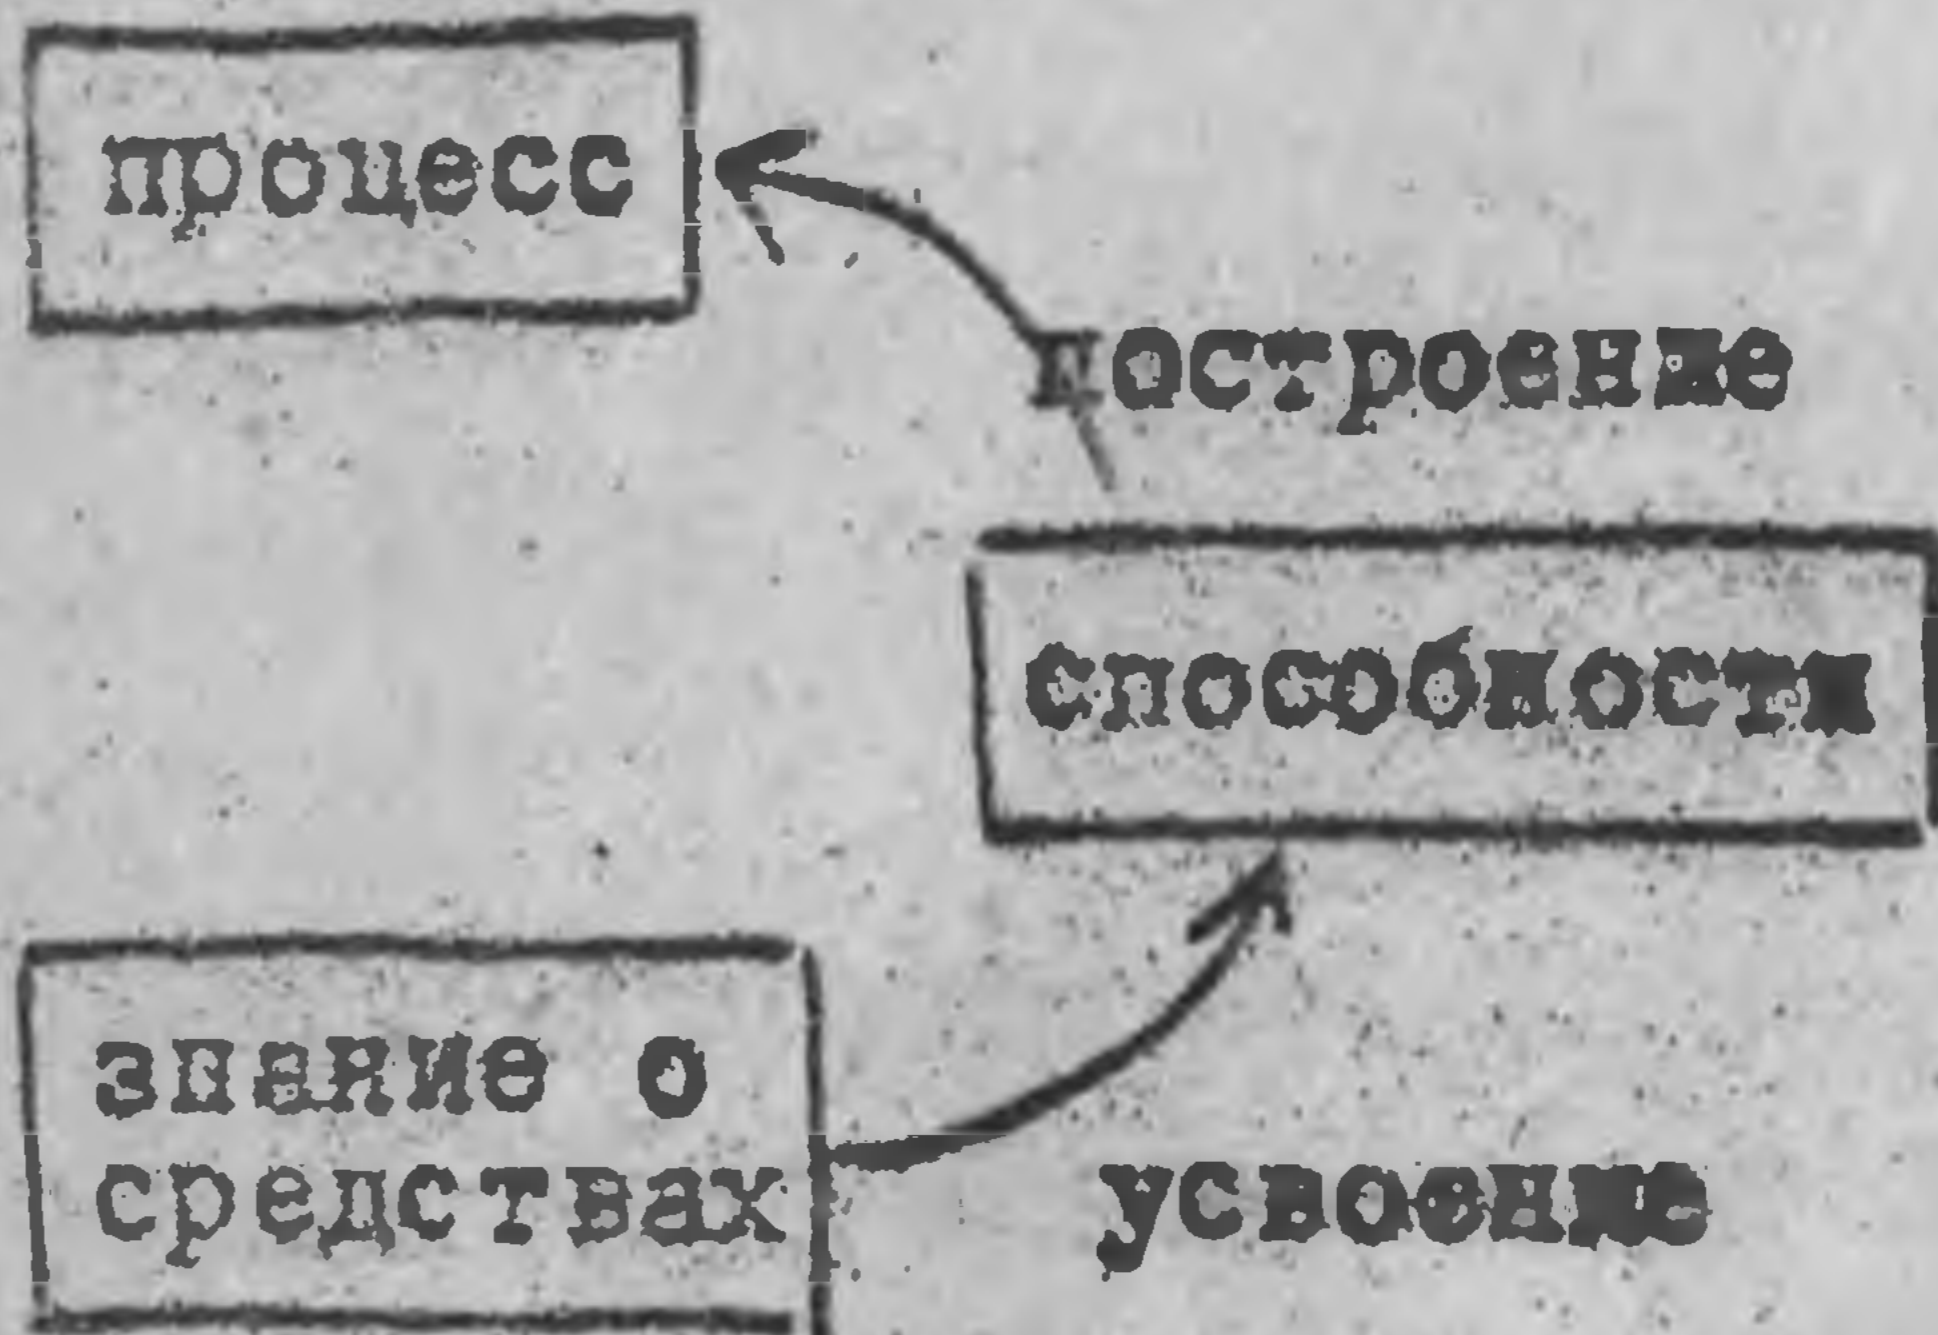 процесс
построение
способности
знание о
средствах
усвоение